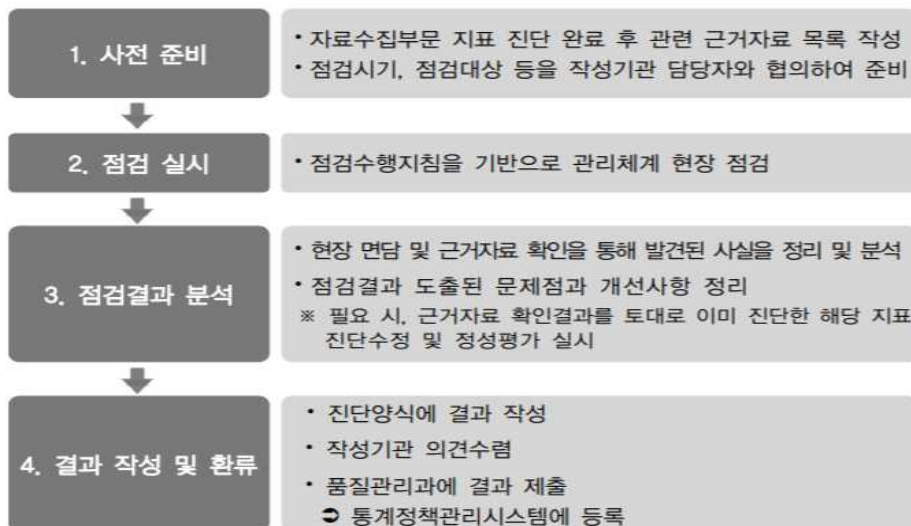 1. 사전 준비
• 자료수집부문 지표 진단 완료 후 관련 근거자료 목록 작성
• 점검시기, 점검대상 등을 작성기관 담당자와 협의하여 준비
2. 점검 실시
• 점검수행지침을 기반으로 관리체계 현장 점검
3. 점검결과 분석
• 현장 면담 및 근거자료 확인을 통해 발견된 사실을 정리 및 분석
• 점검결과 도출된 문제점과 개선사항 정리
※ 필요 시, 근거자료 확인결과를 토대로 이미 진단한 해당 지표
진단수정 및 정성평가 실시
4. 결과 작성 및 환류
• 진단양식에 결과 작성
• 작성기관 의견수렴
• 품질관리과에 결과 제출
➲ 통계정책관리시스템에 등록